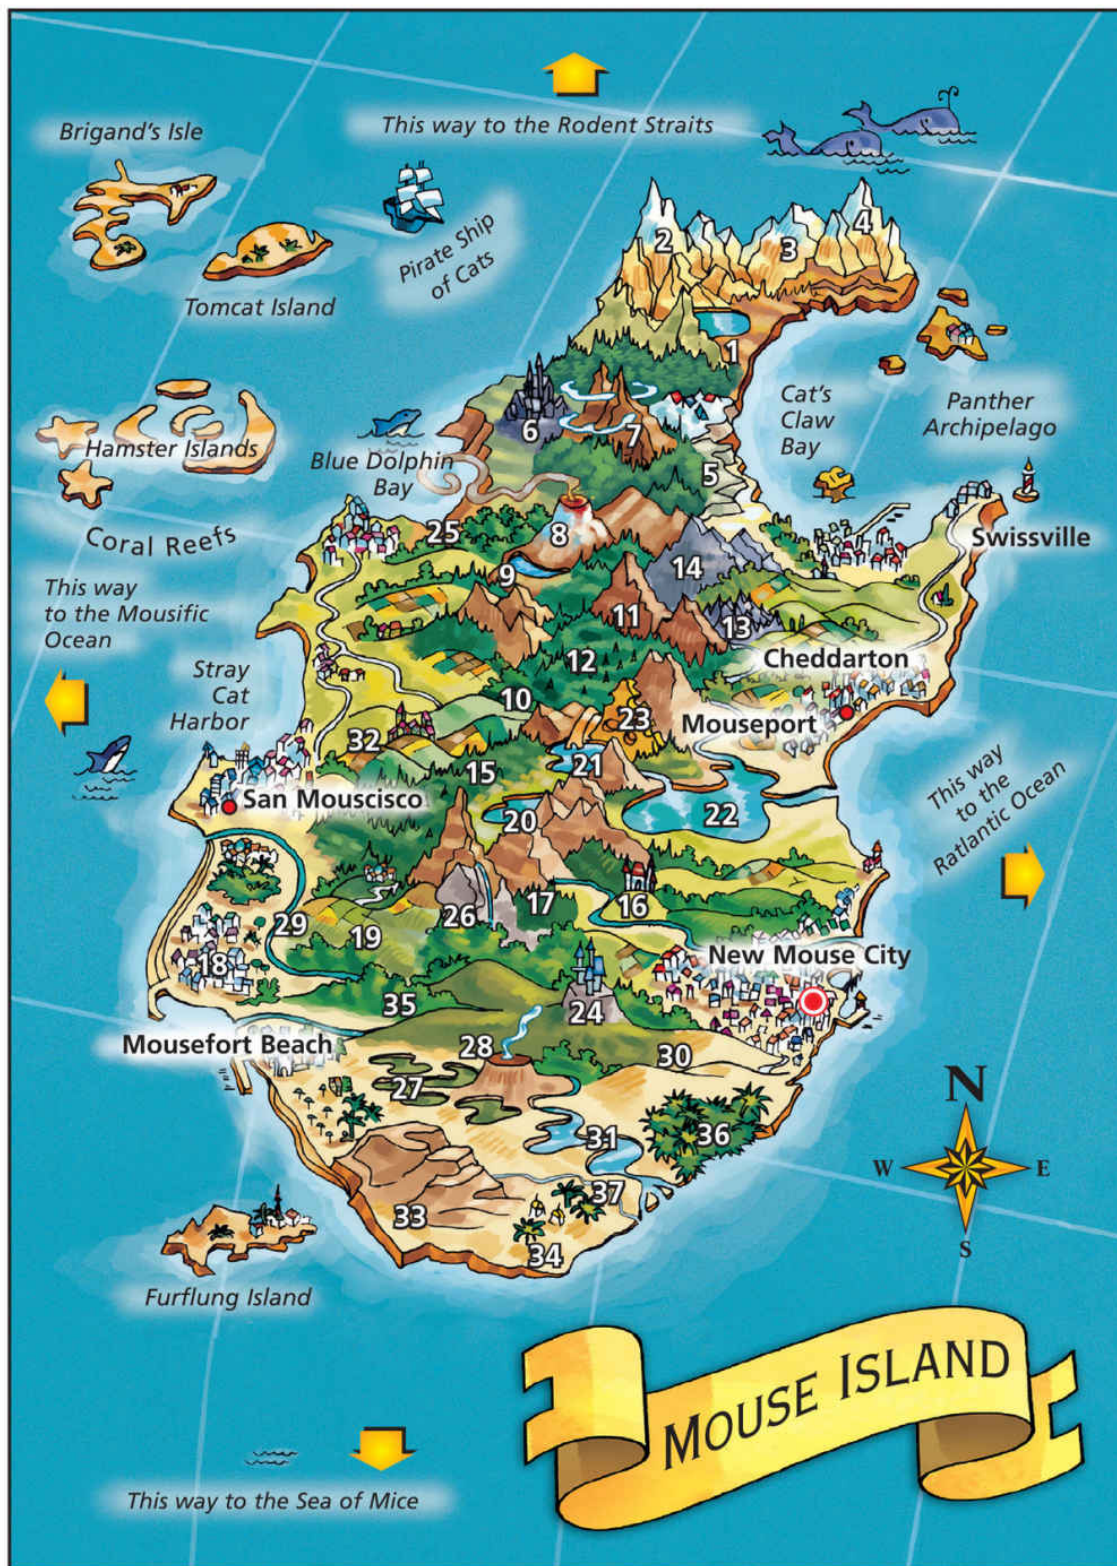 This way to the Rodent Straits
Brigand's Isle
Pirate Ship
of Cats
Tomcat Island
2
3
4
1
Cat's
Claw
Bay
Panther
Archipelago
Hamster Islands
Coral Reefs
Blue Dolphin
Bay
6
7
5
25
8
Swissville
9
14
This way
to the Mousific
Ocean
11
13
12
Cheddarton
Stray
Cat
Harbor
10
23
Mouseport
32
15
21
San Mouscisco
20
22
This way
to the
Ratlantic Ocean
29
19
26
17
16
18
New Mouse City
35
24
Mousefort Beach
28
30
27
31
36
37
33
34
N
W
E
S
Furflung Island
MOUSE ISLAND
This way to the Sea of Mice